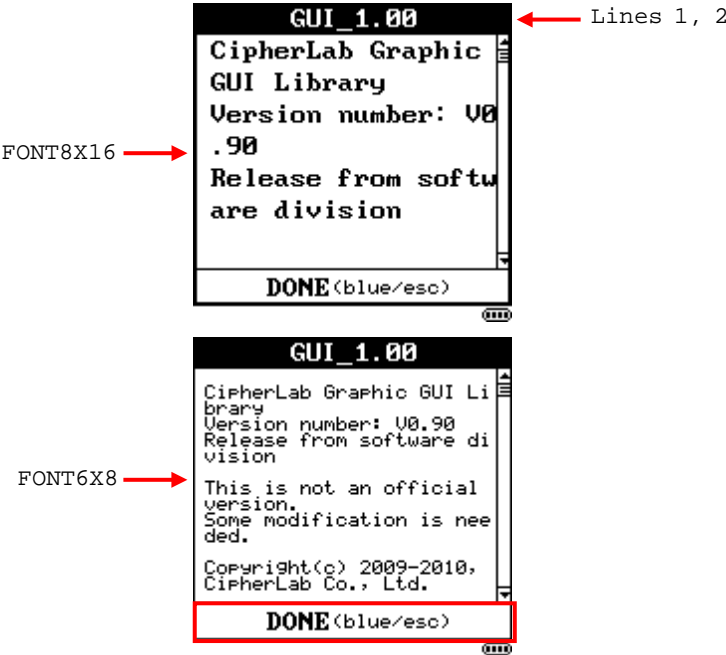 GUI_1.00
Lines 1, 2
CipherLab Graphic
GUI Library
Version number: V0
.90
FONT8X16
Release from softw
are division
DONE(blue/esc)
GUI_1.00
CipherLab Graphic GUI Li
brary
Version number: V0.90
Release from software di
vision
FONT6X8
This is not an official
version.
Some modification is nee
ded.
Copyright(c) 2009-2010,
CipherLab Co., Ltd.
DONE(blue/esc)